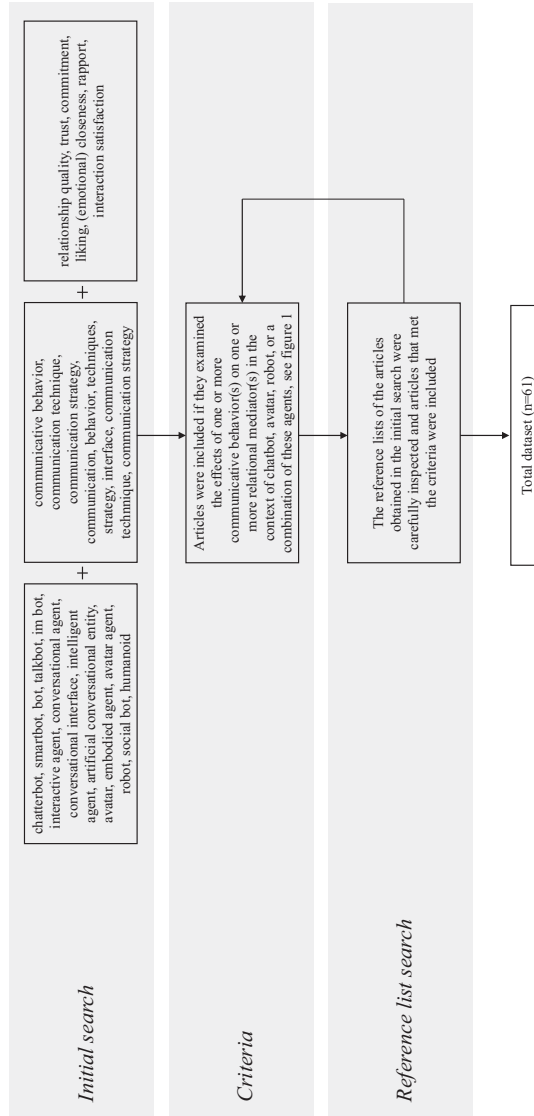 Initial search
chatterbot, smartbot, bot, talkbot, im bot,
interactive agent, conversational agent,
conversational interface, intelligent
agent, artificial conversational entity,
avatar, embodied agent, avatar agent,
robot, social bot, humanoid
+
communicative behavior,
communication technique,
communication strategy,
communication, behavior, techniques,
strategy, interface, communication
technique, communication strategy
+
relationship quality, trust, commitment,
liking, (emotional) closeness, rapport,
interaction satisfaction
Criteria
Articles were included if they examined
the effects of one or more
communicative behavior(s) on one or
more relational mediator(s) in the
context of chatbot, avatar, robot, or a
combination of these agents, see figure 1
Reference list search
The reference lists of the articles
obtained in the initial search were
carefully inspected and articles that met
the criteria were included
Total dataset (n=61)